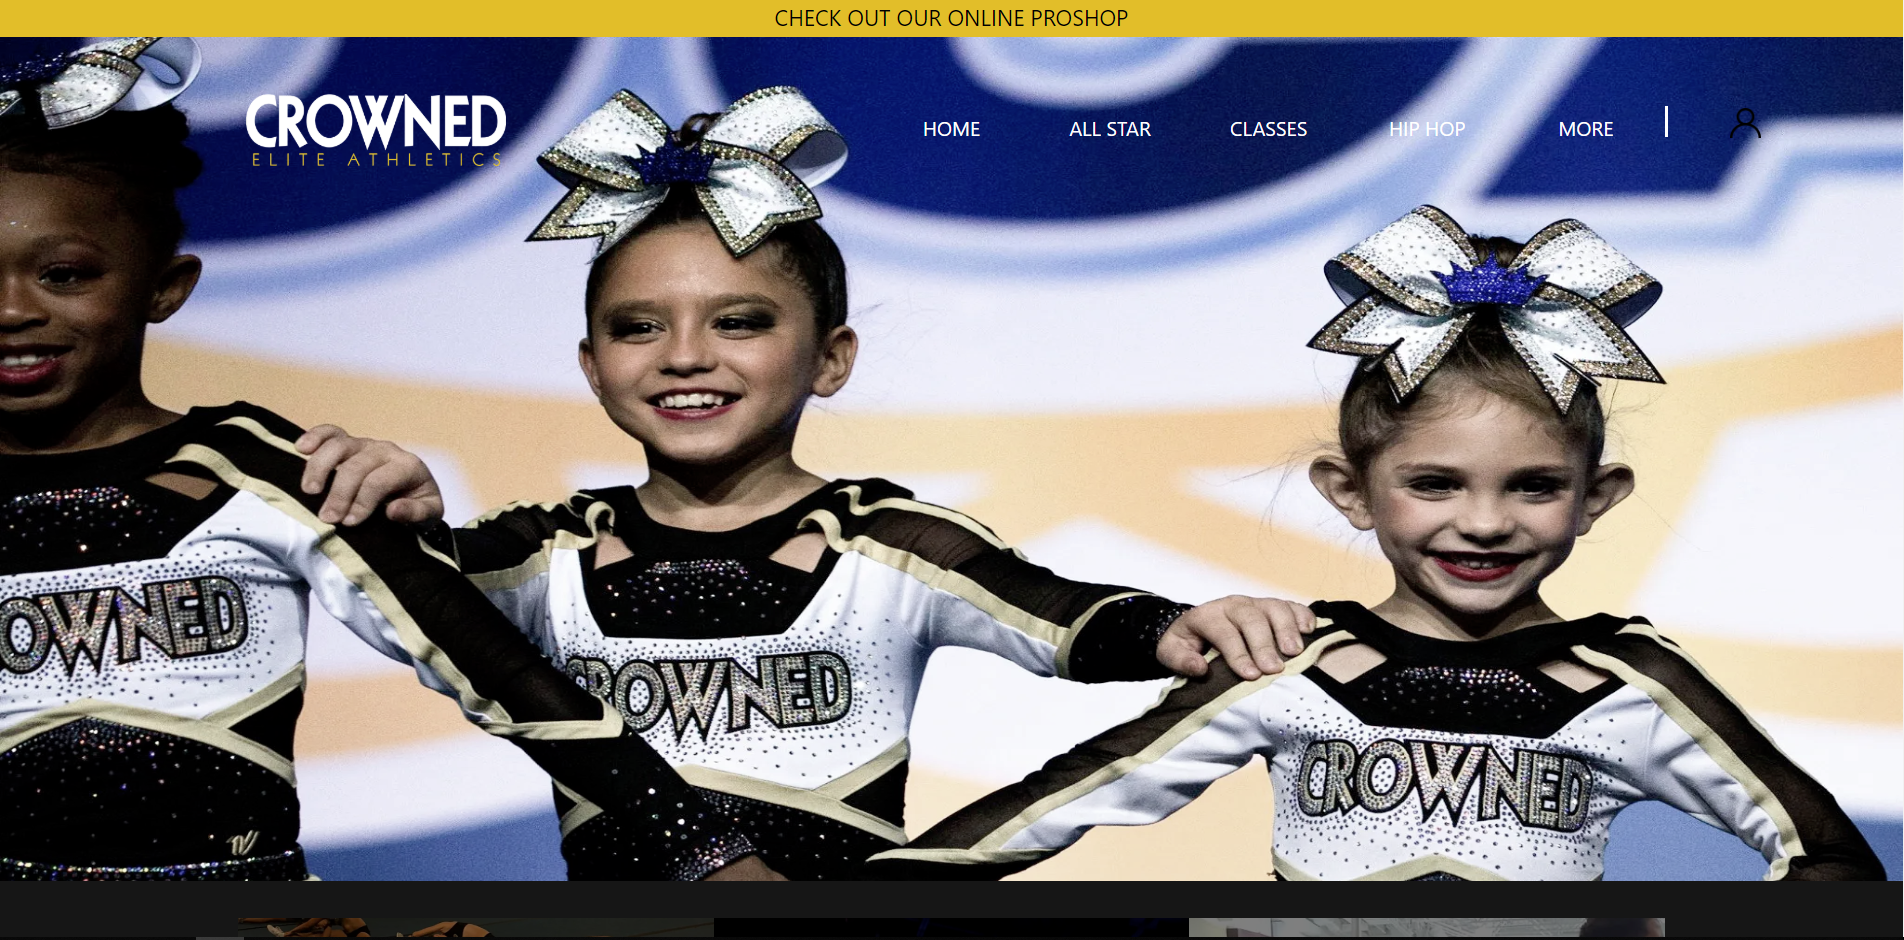 CHECK OUT OUR ONLINE PROSHOP
CROWNED
ELITE ATHLETICS
HOME
ALL STAR
CLASSES
HIP HOP
MORE
OWNED
CROWNED
CROWNED